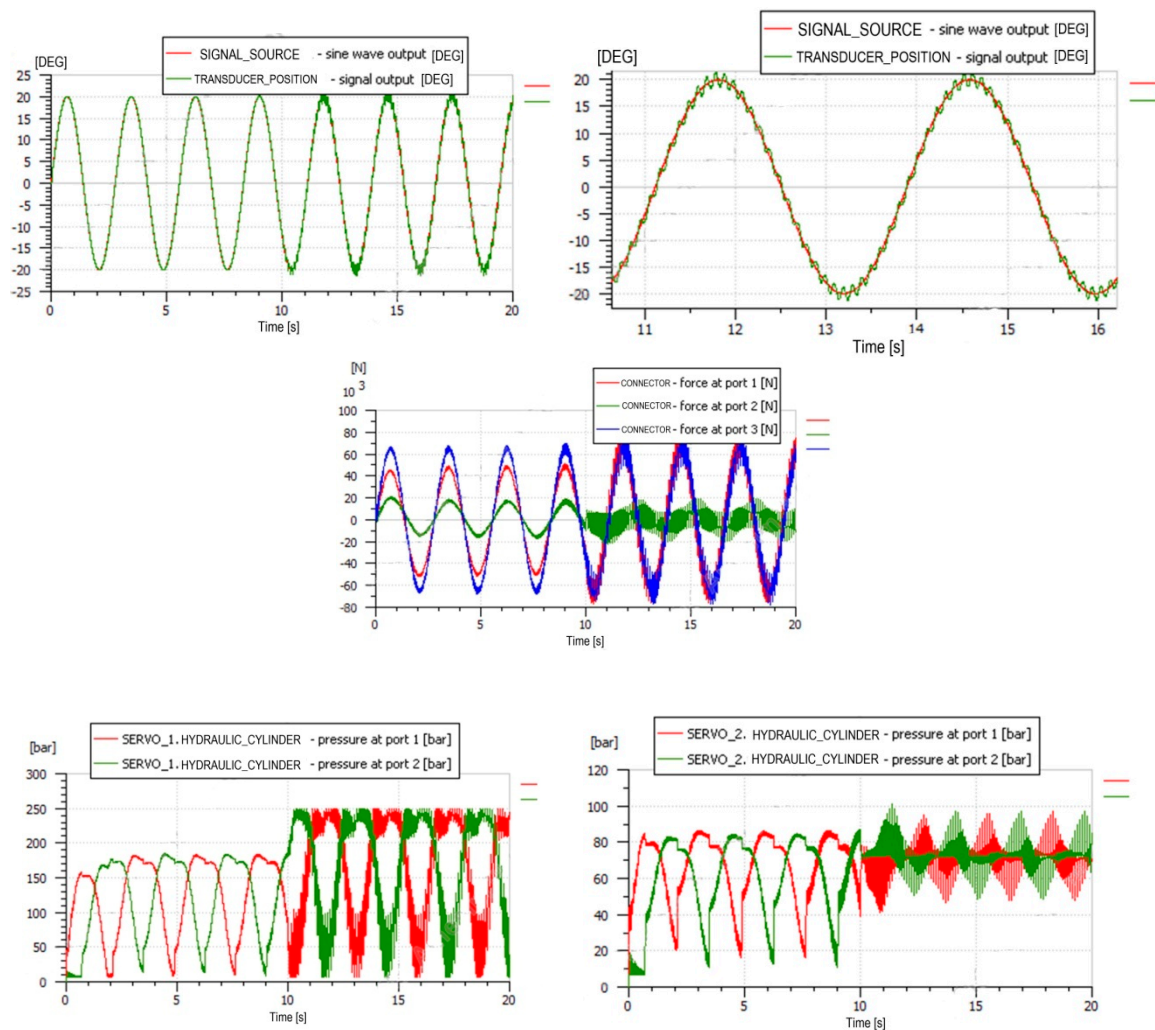 SIGNAL_SOURCE - sine wave output [DEG]
TRANSDUCER_POSITION - signal output [DEG]
[DEG]
25
20
15
10
5
0
-5
-10
-15
-20
-25
0 5 10 15 20
Time [s]
SIGNAL_SOURCE - sine wave output [DEG]
TRANSDUCER_POSITION - signal output [DEG]
[DEG]
20
15
10
5
0
-5
-10
-15
-20
11 12 13 14 15 16
Time [s]
[N]
10 3
CONNECTOR - force at port 1 [N]
CONNECTOR - force at port 2 [N]
CONNECTOR - force at port 3 [N]
100
80
60
40
20
0
-20
-40
-60
-80
0 5 10 15 20
Time [s]
SERVO_1. HYDRAULIC_CYLINDER - pressure at port 1 [bar]
SERVO_1. HYDRAULIC_CYLINDER - pressure at port 2 [bar]
[bar]
300
250
200
150
100
50
0
0 5 10 15 20
Time [s]
SERVO_2. HYDRAULIC_CYLINDER - pressure at port 1 [bar]
SERVO_2. HYDRAULIC_CYLINDER - pressure at port 2 [bar]
[bar]
120
100
80
60
40
20
0
0 5 10 15 20
Time [s]